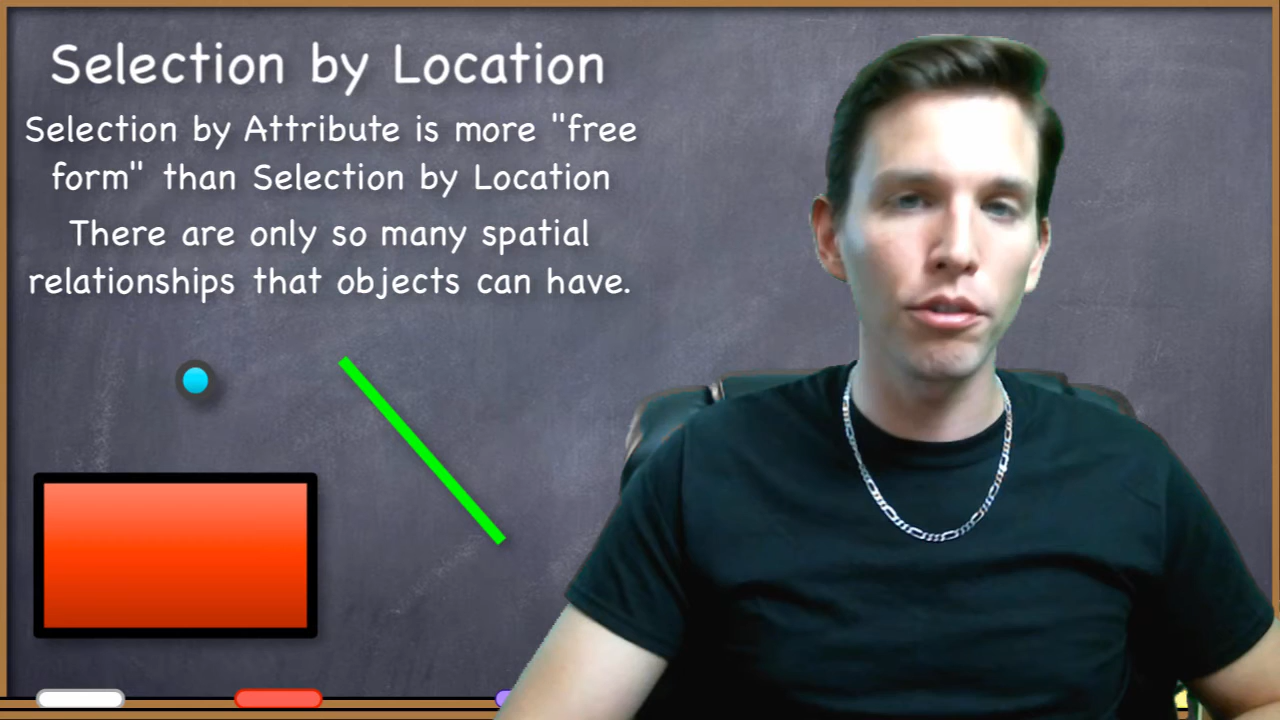 Selection by Location
Selection by Attribute is more "free
form" than Selection by Location
There are only so many spatial
relationships that objects can have.